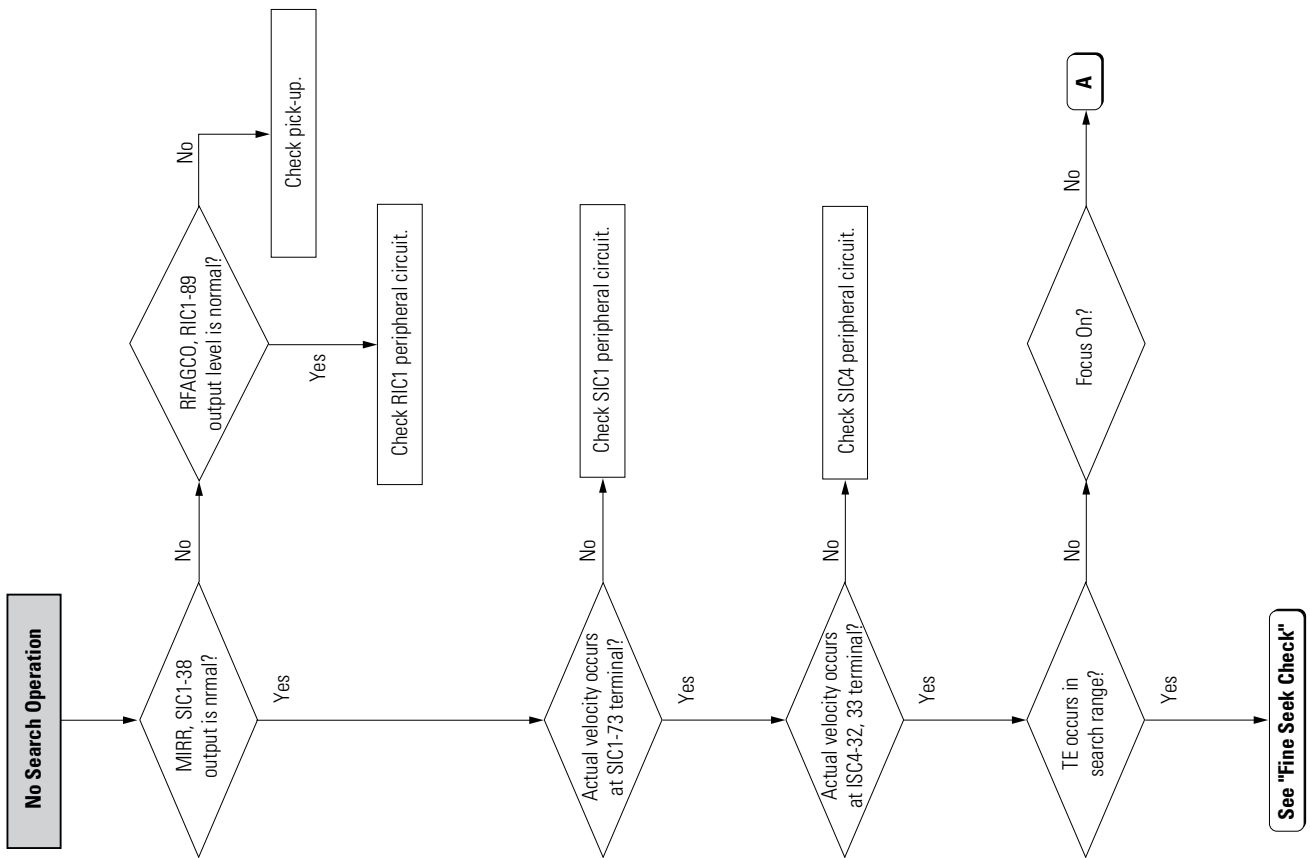 No Search Operation
MIRR, SIC1-38
output is nrmal?
No
RFAGCO, RIC1-89
output level is normal?
No
Check pick-up.
Yes
Check RIC1 peripheral circuit.
Yes
Actual velocity occurs
at SIC1-73 terminal?
No
Check SIC1 peripheral circuit.
Yes
Actual velocity occurs
at ISC4-32, 33 terminal?
No
Check SIC4 peripheral circuit.
Yes
TE occurs in
search range?
No
Focus On?
No
A
Yes
See "Fine Seek Check"